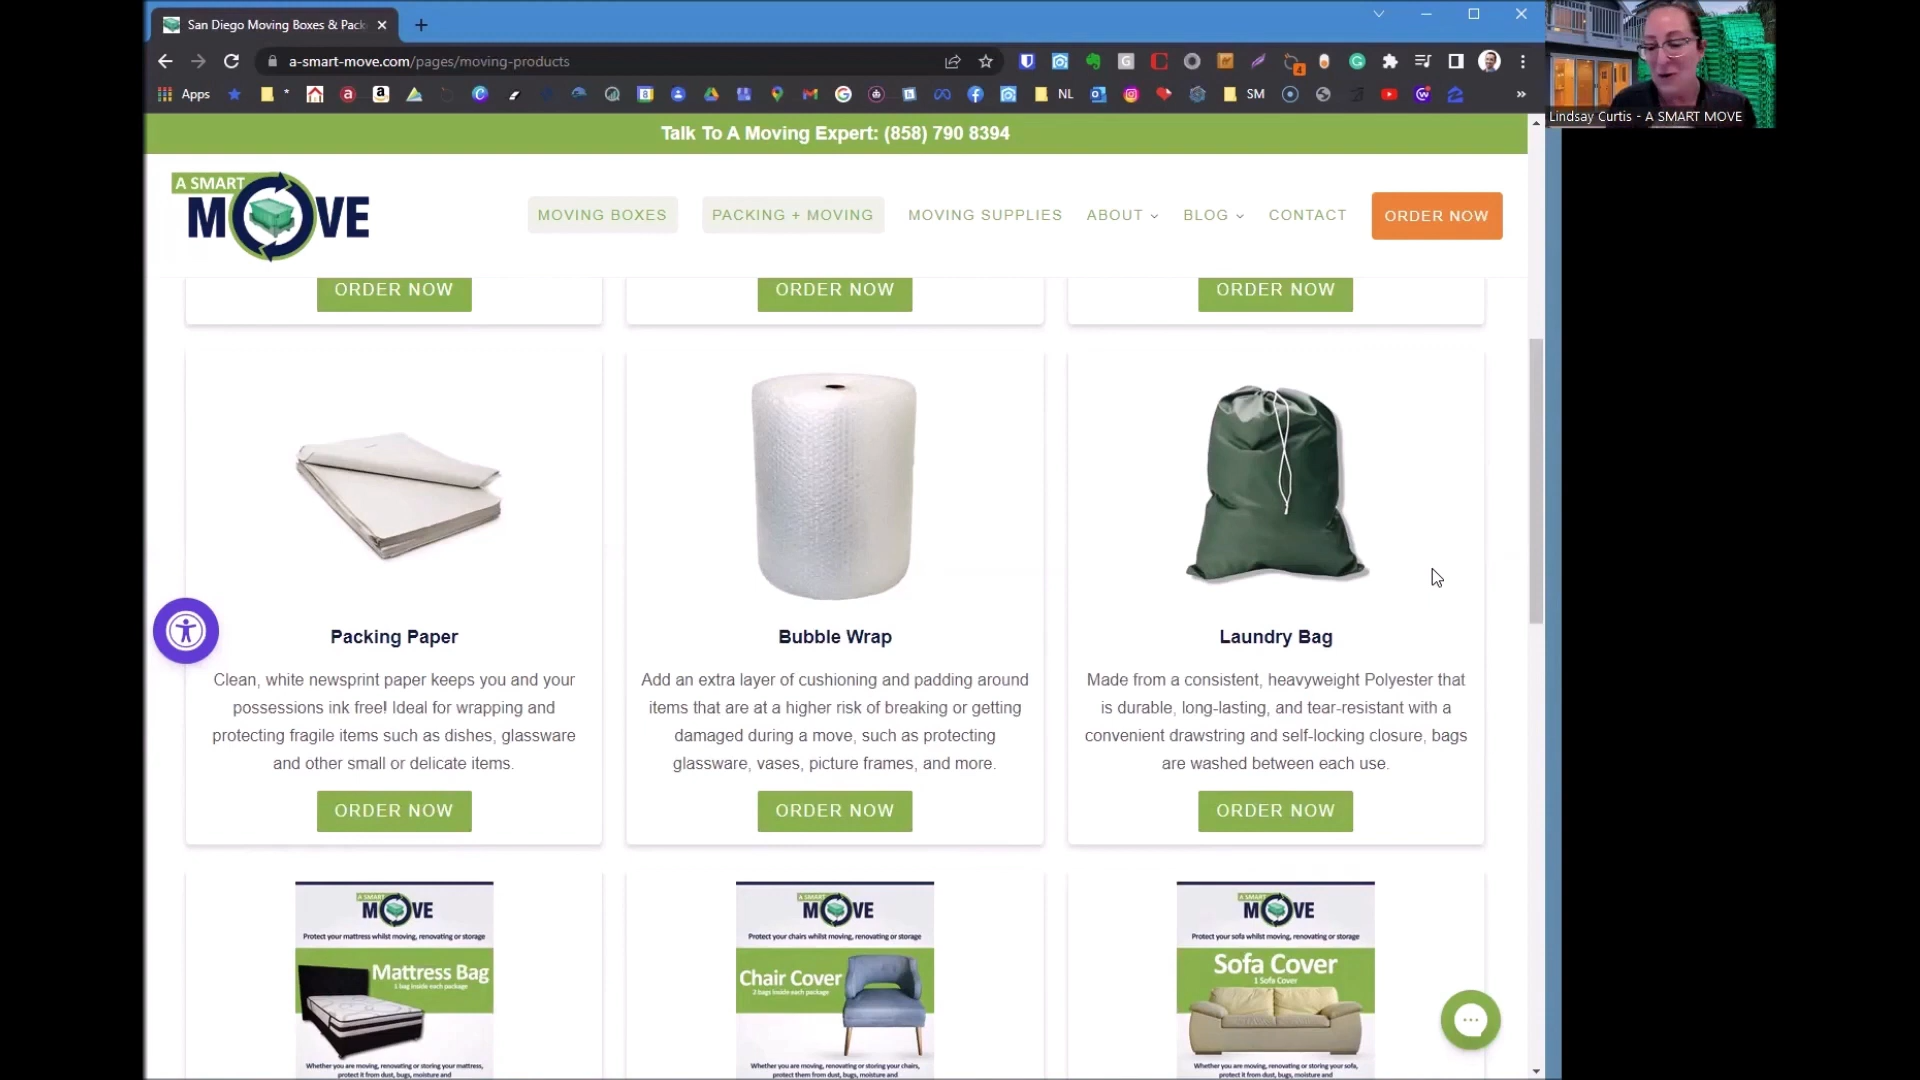 San Diego Moving Boxes & Pack
a-smart-move.com/pages/moving-products
Apps
NL
SM
Lindsay Curtis - A SMART MOVE
Talk To A Moving Expert: (858) 790 8394
A SMART
MOVE
MOVING BOXES
PACKING + MOVING
MOVING SUPPLIES
ABOUT
BLOG
CONTACT
ORDER NOW
ORDER NOW
ORDER NOW
ORDER NOW
Packing Paper
Clean, white newsprint paper keeps you and your
possessions ink free! Ideal for wrapping and
protecting fragile items such as dishes, glassware
and other small or delicate items.
ORDER NOW
Bubble Wrap
Add an extra layer of cushioning and padding around
items that are at a higher risk of breaking or getting
damaged during a move, such as protecting
glassware, vases, picture frames, and more.
ORDER NOW
Laundry Bag
Made from a consistent, heavyweight Polyester that
is durable, long-lasting, and tear-resistant with a
convenient drawstring and self-locking closure, bags
are washed between each use.
ORDER NOW
A SMART
MOVE
Protect your mattress whilst moving, renovating or storage
Mattress Bag
1 bag inside each package
Whether you are moving, renovating or storing your mattress,
protect it from dust, bugs, moisture and
A SMART
MOVE
Protect your chairs whilst moving, renovating or storage
Chair Cover
2 bags inside each package
Whether you are moving, renovating or storing your chairs,
protect them from dust, bugs, moisture and
A SMART
MOVE
Protect your sofa whilst moving, renovating or storage
Sofa Cover
1 Sofa Cover
Whether you are moving, renovating or storing your sofa,
protect it from dust, bugs, moisture and